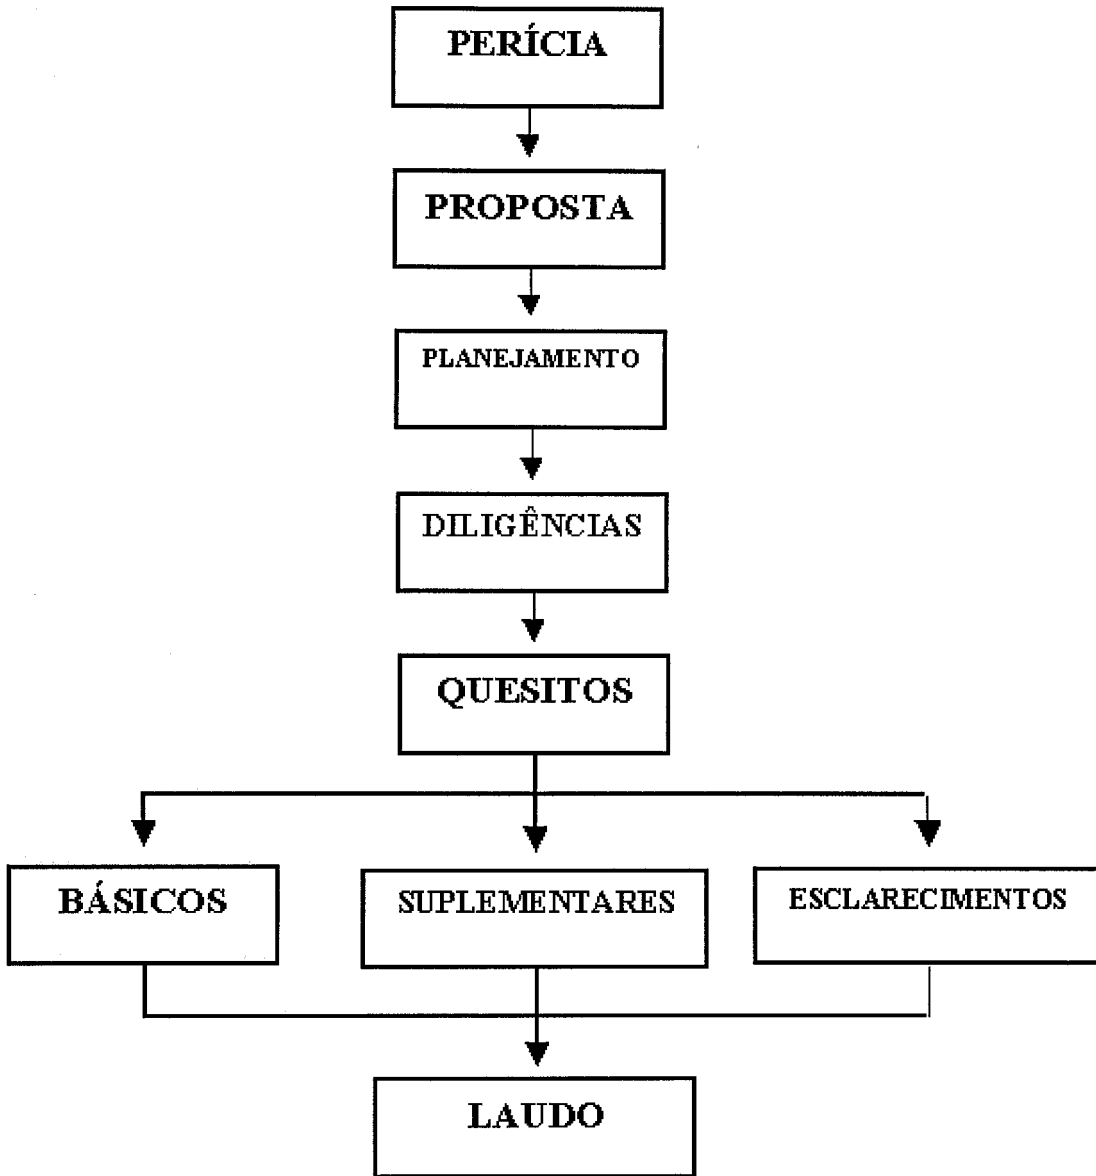 PERÍCIA
PROPOSTA
PLANEJAMENTO
DILIGÊNCIAS
QUESITOS
BÁSICOS
SUPLEMENTARES
ESCLARECIMENTOS
LAUDO